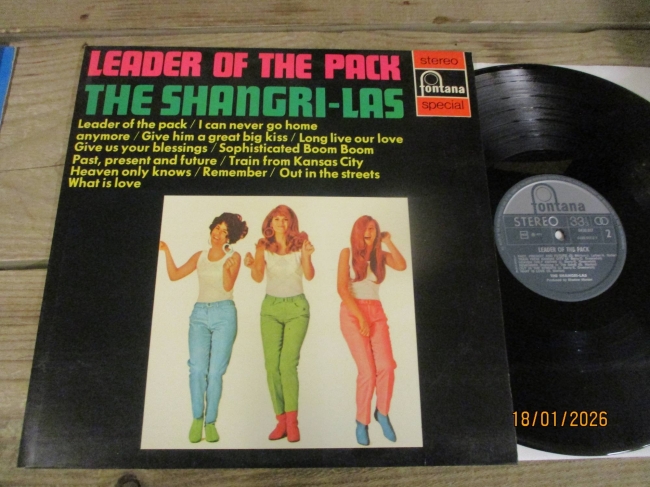 LEADER OF THE PACK
THE SHANGRI-LAS
stereo
fontana
special
Leader of the pack / I can never go home
anymore / Give him a great big kiss / Long live our love
Give us your blessings / Sophisticated Boom Boom
Past, present and future / Train from Kansas City
Heaven only knows / Remember / Out in the streets
What is love
fontana
STEREO 33
2
LEADER OF THE PACK
THE SHANGRI-LAS
18/01/2026